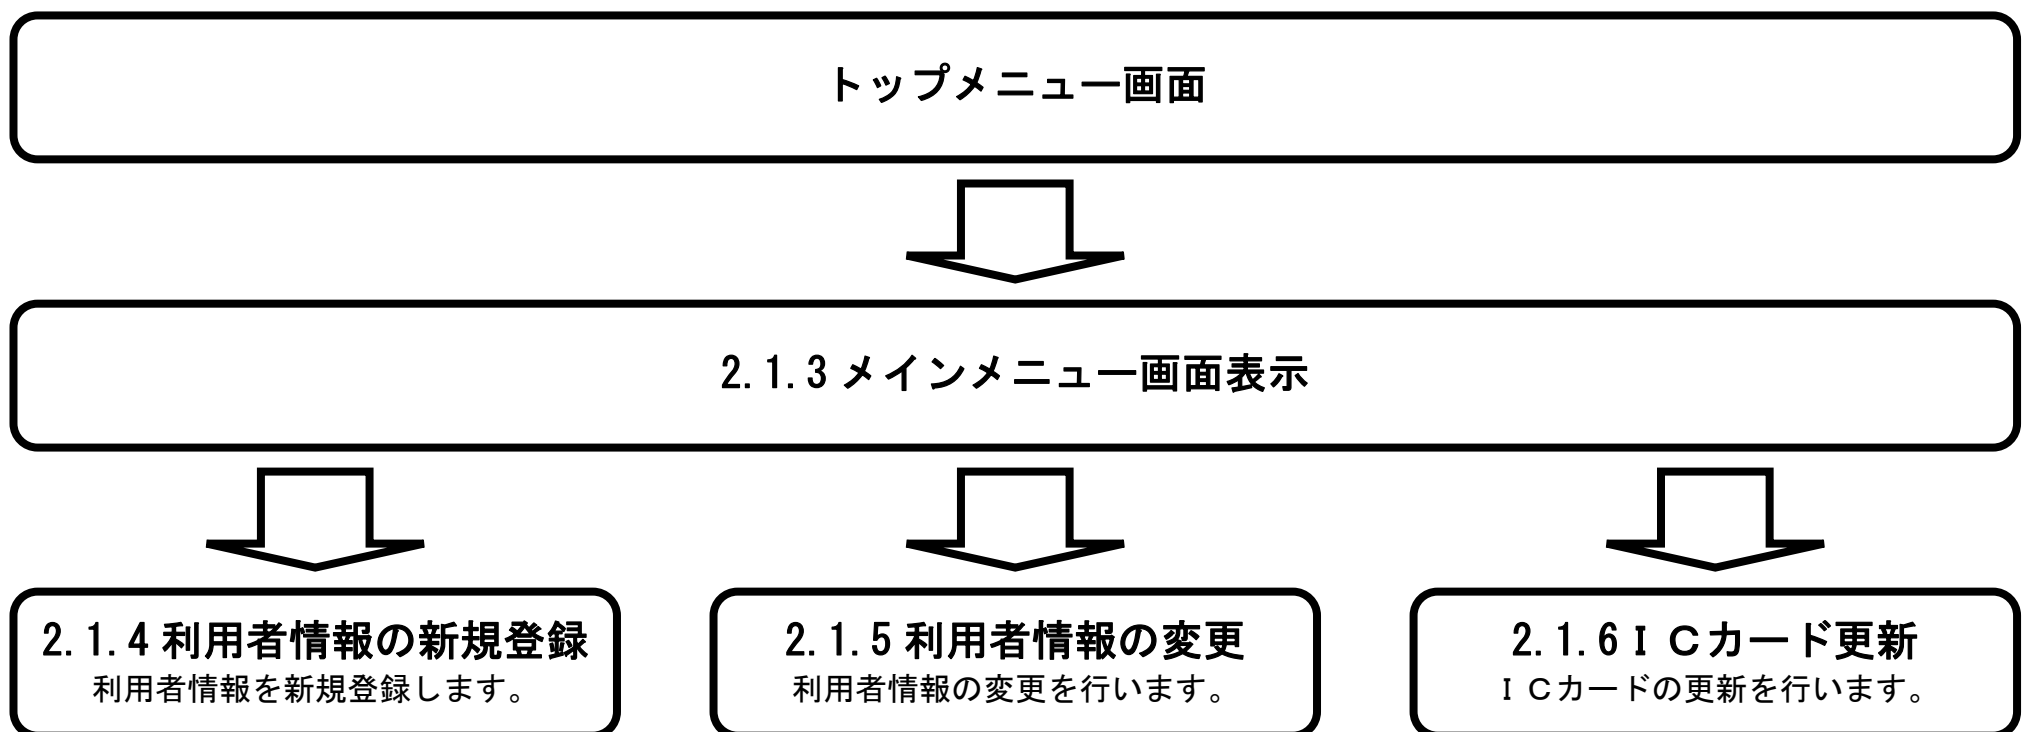 トップメニュー画面
2.1.3 メインメニュー画面表示
2.1.4 利用者情報の新規登録
利用者情報を新規登録します。
2.1.5 利用者情報の変更
利用者情報の変更を行います。
2.1.6 ＩＣカード更新
ＩＣカードの更新を行います。